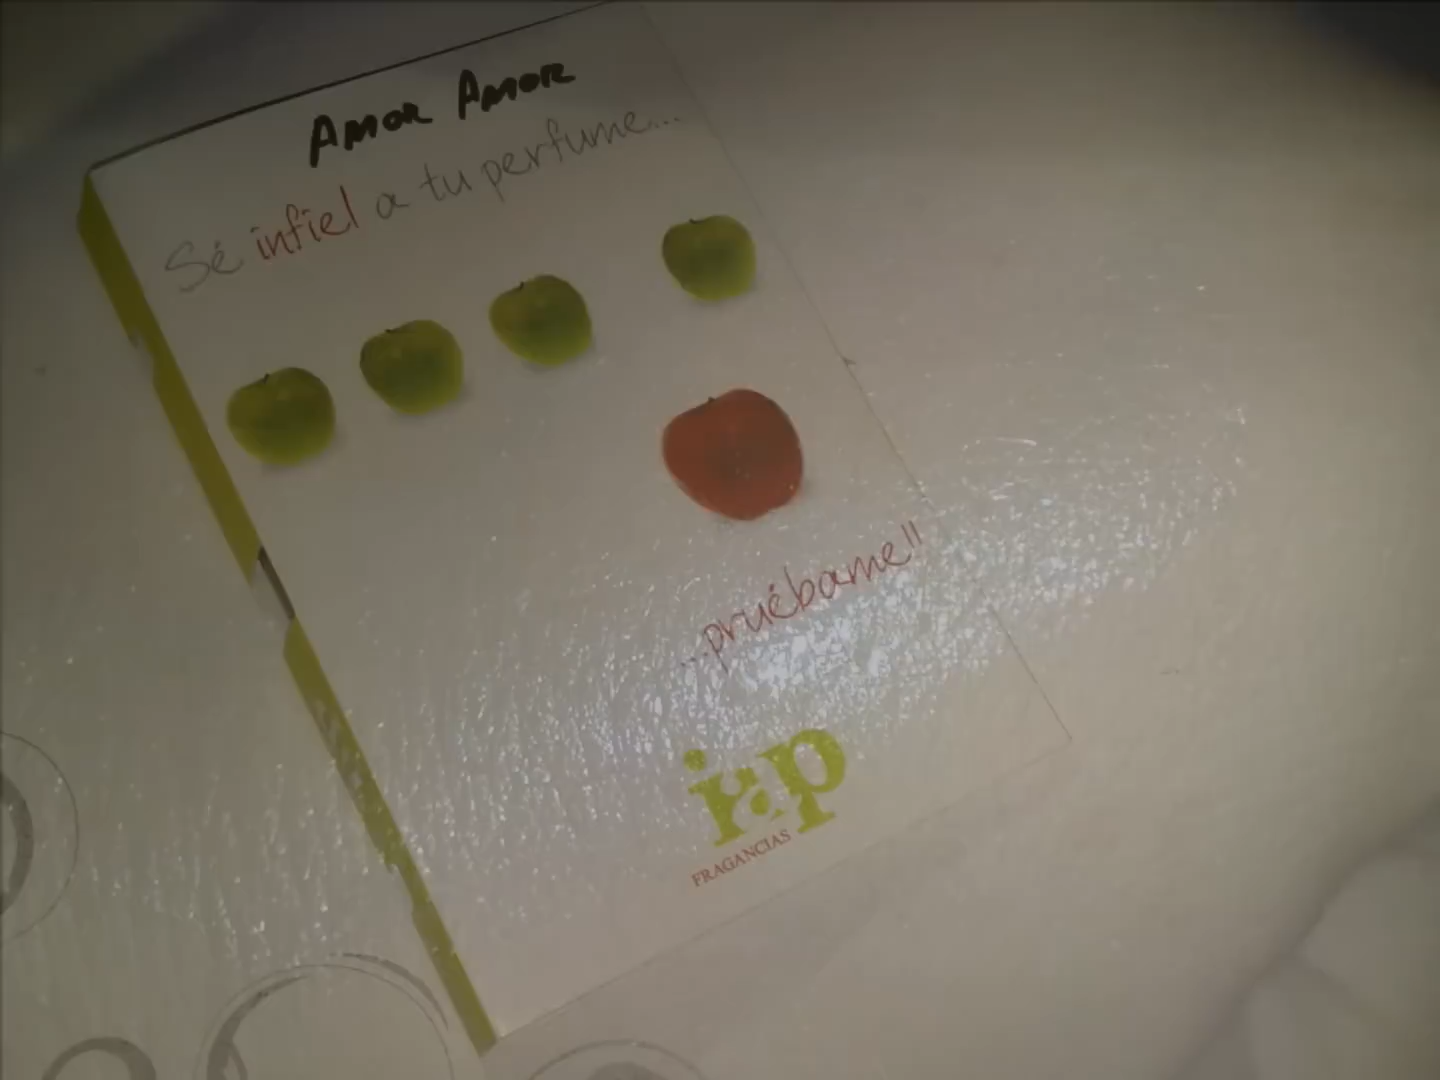 AMOR AMOR
Sé infiel a tu perfume...
...pruébame!!
iap
FRAGANCIAS